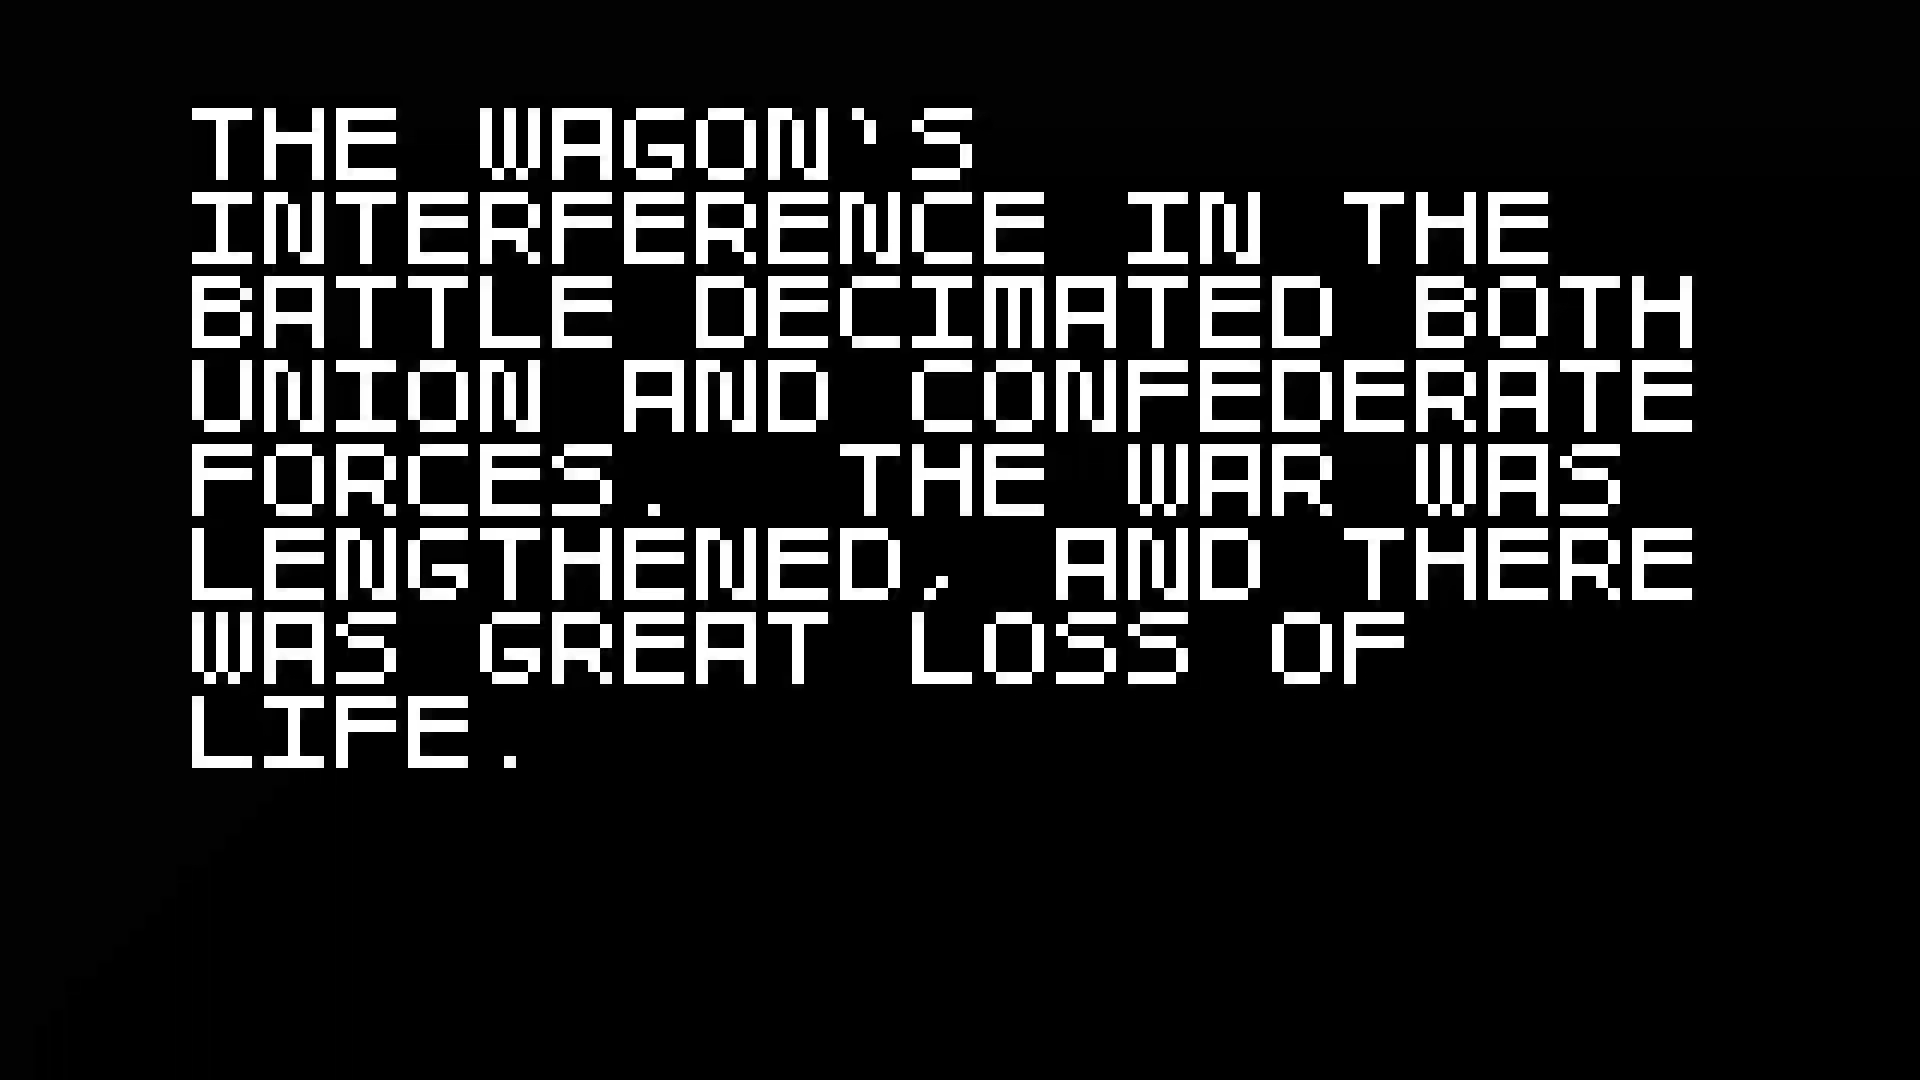 THE WAGON'S
INTERFERENCE IN THE
BATTLE DECIMATED BOTH
UNION AND CONFEDERATE
FORCES.  THE WAR WAS
LENGTHENED, AND THERE
WAS GREAT LOSS OF
LIFE.